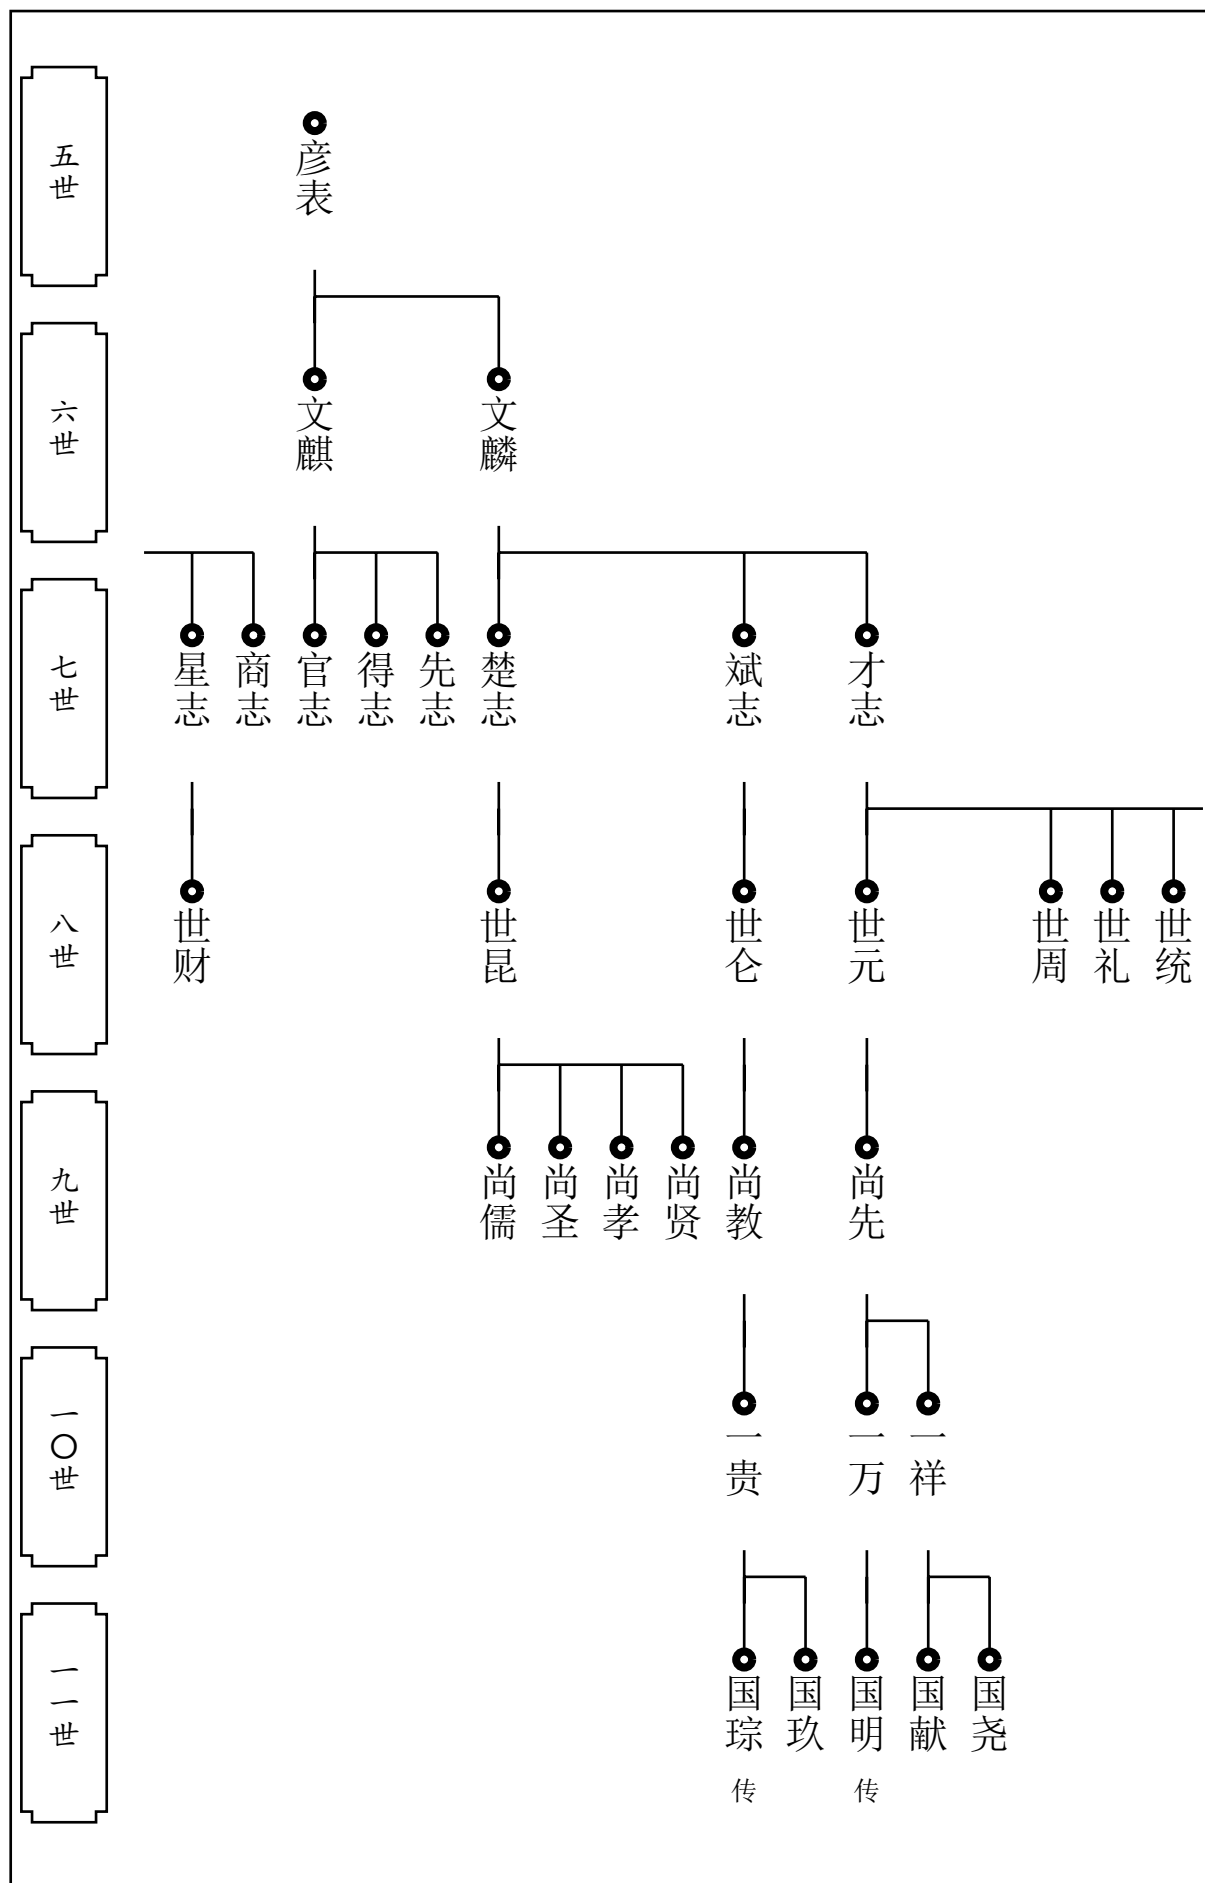 五世
彦表
六世
文麒
文麟
七世
星志
商志
官志
得志
先志
楚志
斌志
才志
八世
世财
世昆
世仑
世元
世周
世礼
世统
九世
尚儒
尚圣
尚孝
尚贤
尚教
尚先
一〇世
一贵
一万
一祥
一一世
国琮
传
国玖
国明
传
国献
国尧